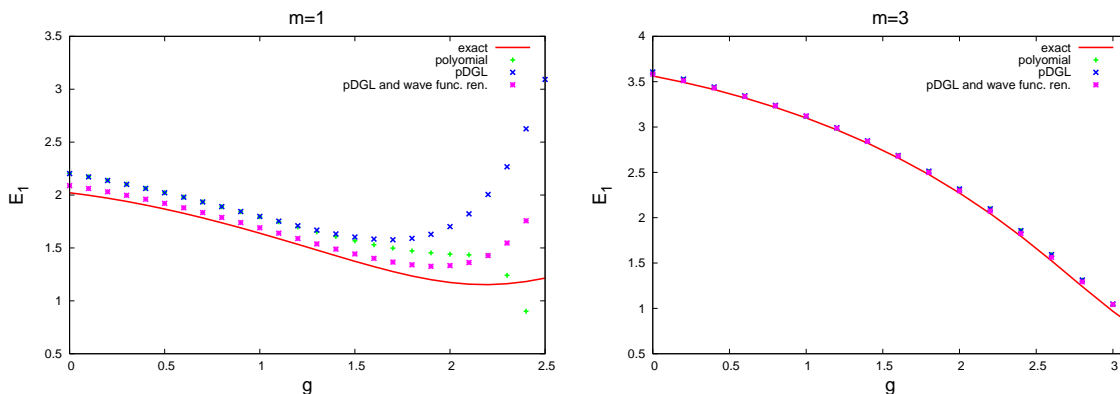 m=1
exact
polyomial
pDGL
pDGL and wave func. ren.
E1
3.5
3
2.5
2
1.5
1
0.5
0 0.5 1 1.5 2 2.5
g
m=3
exact
polyomial
pDGL
pDGL and wave func. ren.
E1
4
3.5
3
2.5
2
1.5
1
0.5
0 0.5 1 1.5 2 2.5 3
g